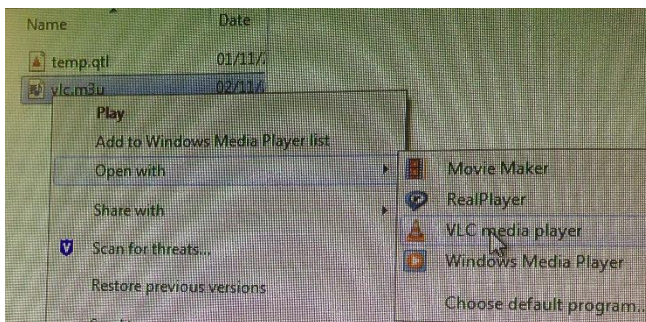 Name Date
temp.qtl 01/11/
vlc.m3u 02/11/
Play
Add to Windows Media Player list
Open with
Share with
Scan for threats...
Restore previous versions
Movie Maker
RealPlayer
VLC media player
Windows Media Player
Choose default program..